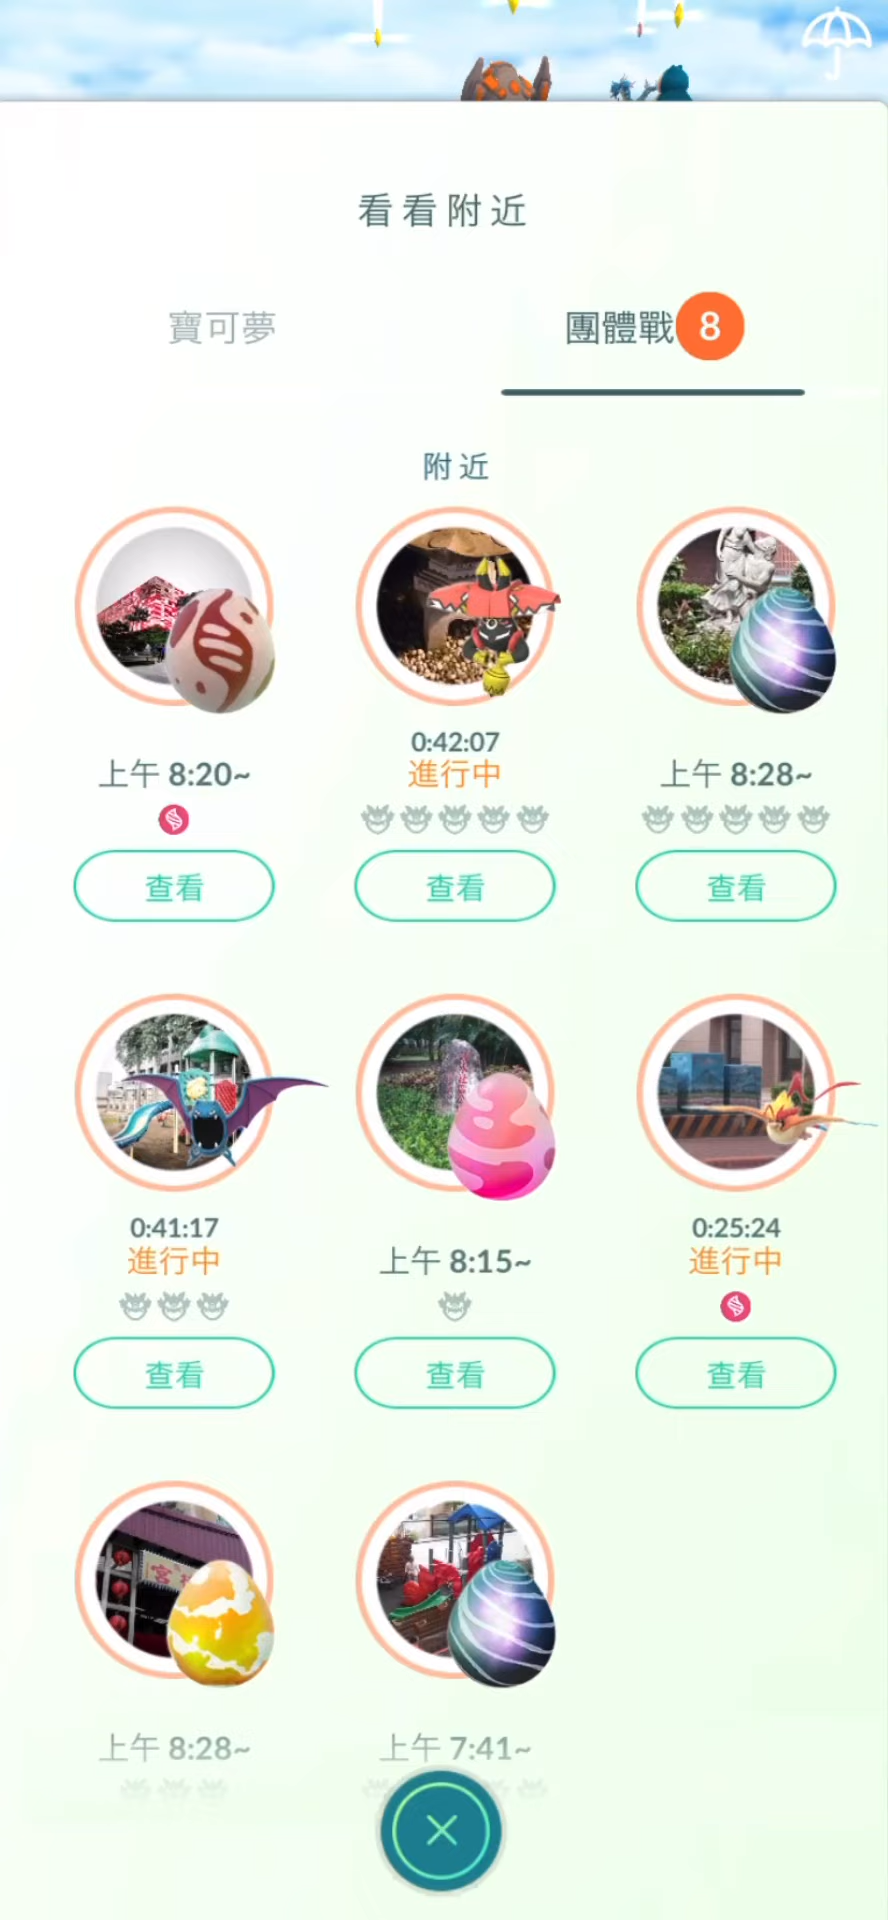 看看附近
寶可夢
團體戰 8
附近
上午 8:20~
0:42:07
進行中
上午 8:28~
查看
查看
查看
0:41:17
進行中
上午 8:15~
0:25:24
進行中
查看
查看
查看
宮
上午 8:28~
上午 7:41~